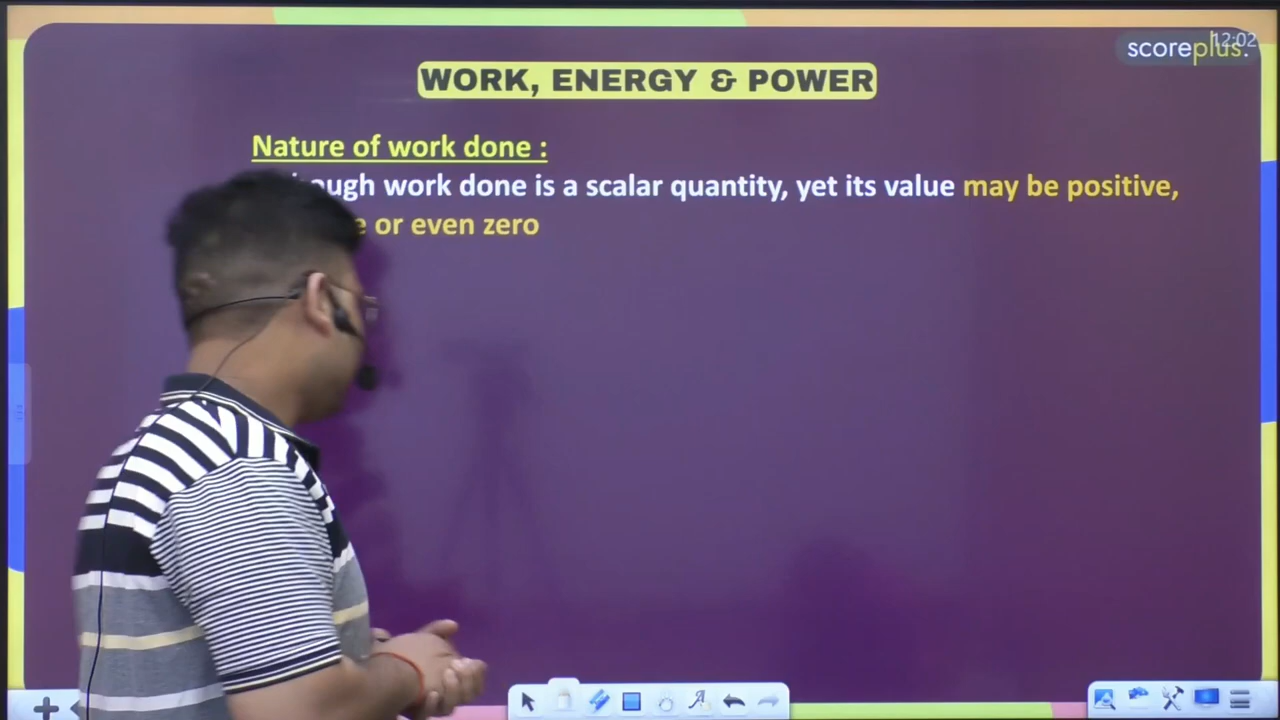 scoreplus.
12:02
WORK, ENERGY & POWER
Nature of work done :
work done is a scalar quantity, yet its value may be positive,
or even zero